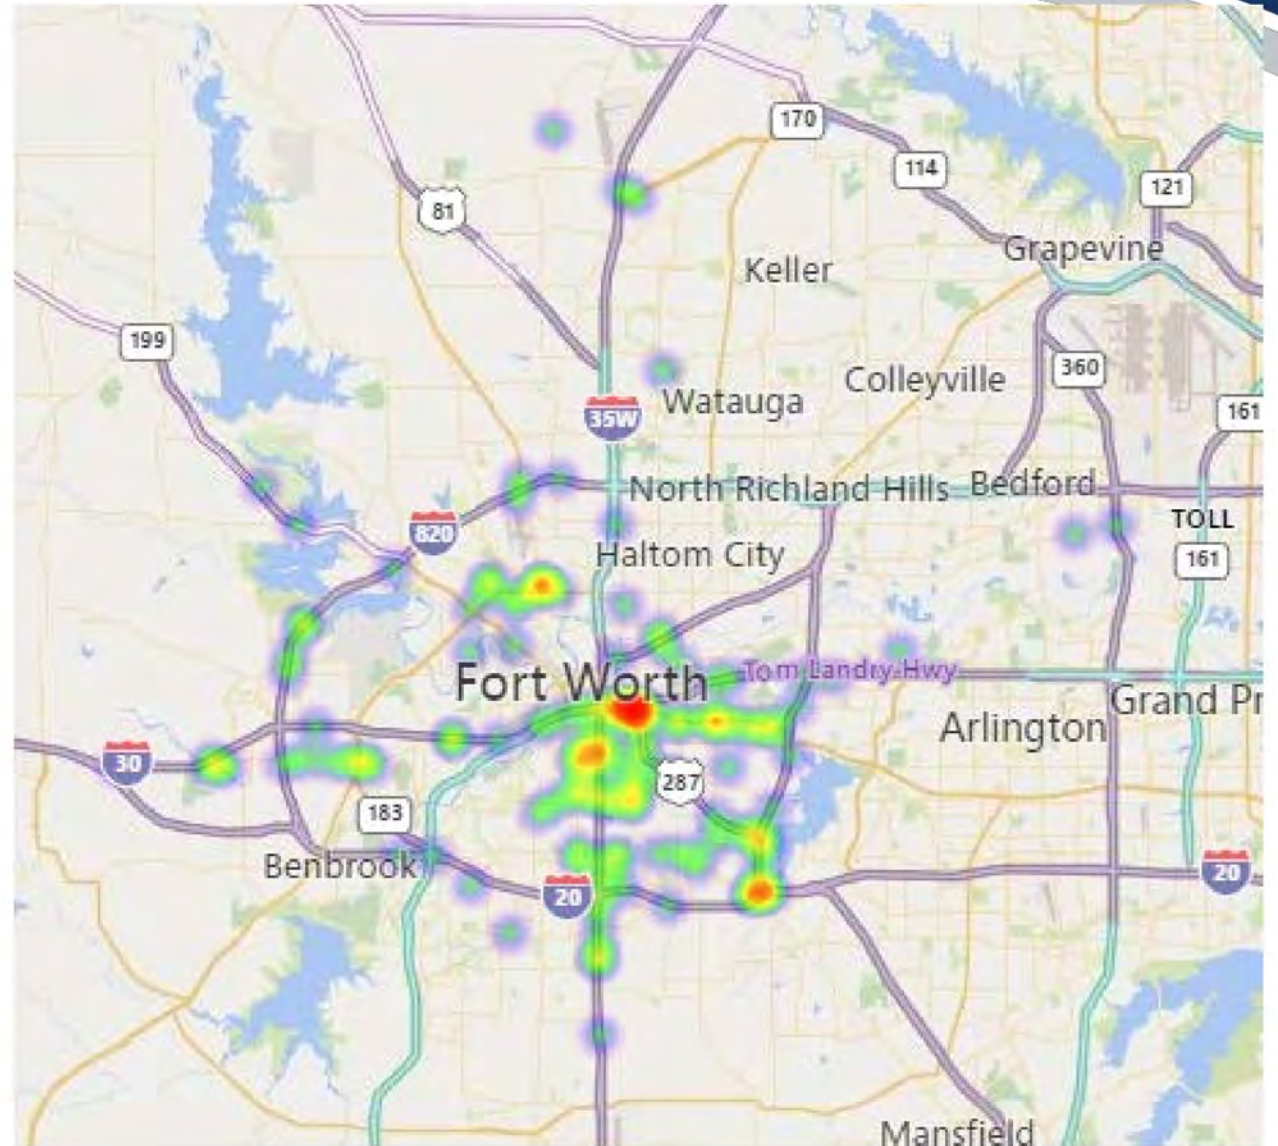 170
114
121
81
Grapevine
Keller
199
360
Colleyville
161
35W
Watauga
North Richland Hills
Bedford
TOLL
820
161
Haltom City
Fort Worth
Tom Landry Hwy
Grand Pr
Arlington
30
287
183
Benbrook
20
20
Mansfield